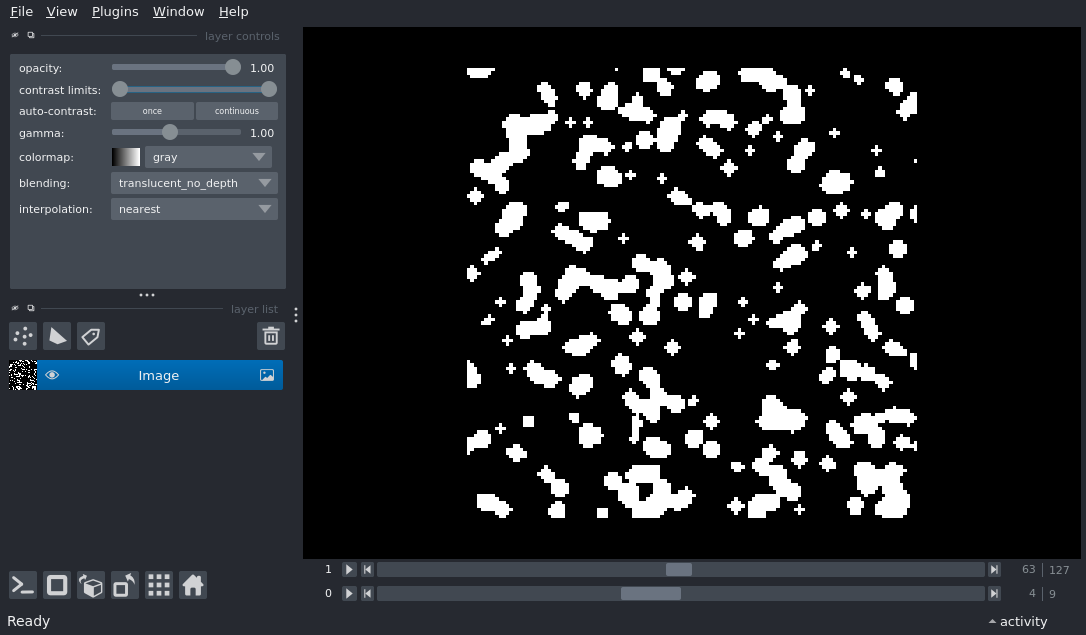 File View Plugins Window Help
layer controls
opacity: 1.00
contrast limits:
auto-contrast: once continuous
gamma: 1.00
colormap: gray
blending: translucent_no_depth
interpolation: nearest
layer list
Image
1 63 127
0 4 9
Ready activity